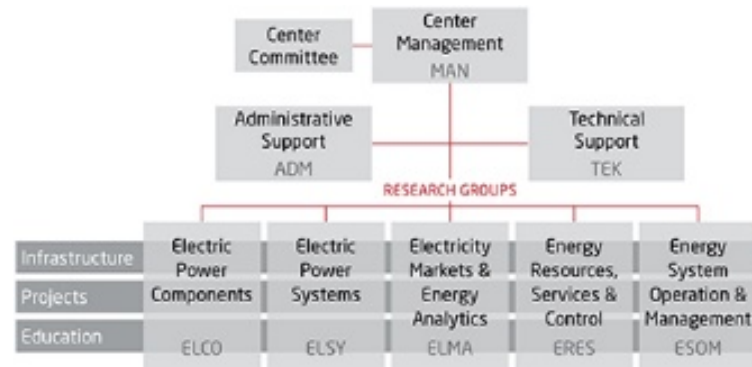 Center
Committee
Center
Management
MAN
Administrative
Support
ADM
Technical
Support
TEK
RESEARCH GROUPS
Infrastructure
Projects
Education
Electric
Power
Components
ELCO
Electric
Power
Systems
ELSY
Electricity
Markets &
Energy
Analytics
ELMA
Energy
Resources,
Services &
Control
ERES
Energy
System
Operation &
Management
ESOM